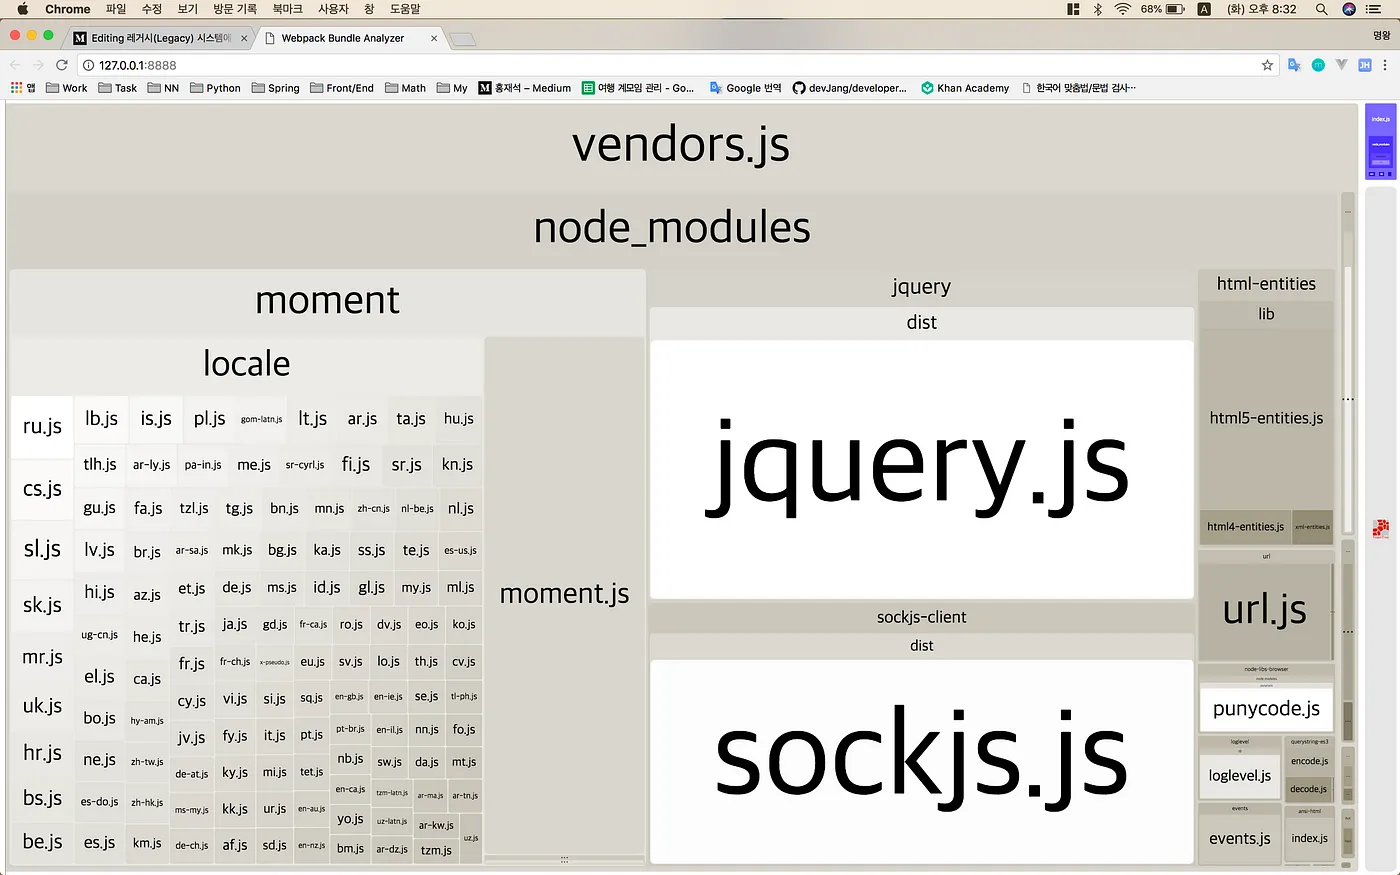 Chrome 파일 수정 보기 방문 기록 북마크 사용자 창 도움말 68% A (화) 오후 8:32
Editing 레거시(Legacy) 시스템에 Webpack Bundle Analyzer 명왕
127.0.0.1:8888
앱 Work Task NN Python Spring Front/End Math My 홍재석 – Medium 여행 계모임 관리 - Go... Google 번역 devJang/developer... Khan Academy 한국어 맞춤법/문법 검사...
vendors.js
node_modules
moment
locale
ru.js
cs.js
sl.js
sk.js
mr.js
uk.js
hr.js
bs.js
be.js
lb.js is.js pl.js gom-latn.js lt.js ar.js ta.js hu.js
tlh.js ar-ly.js pa-in.js me.js sr-cyrl.js fi.js sr.js kn.js
gu.js fa.js tzl.js tg.js bn.js mn.js zh-cn.js nl-be.js nl.js
lv.js br.js ar-sa.js mk.js bg.js ka.js ss.js te.js es-us.js
hi.js az.js et.js de.js ms.js id.js gl.js my.js ml.js
ug-cn.js he.js tr.js ja.js gd.js fr-ca.js ro.js dv.js eo.js ko.js
el.js ca.js fr.js fr-ch.js x-pseudo.js eu.js sv.js lo.js th.js cv.js
bo.js hy-am.js cy.js vi.js si.js sq.js en-gb.js en-ie.js se.js tl-ph.js
ne.js zh-tw.js jv.js fy.js it.js pt.js pt-br.js en-il.js nn.js fo.js
es-do.js zh-hk.js de-at.js ky.js mi.js tet.js nb.js sw.js da.js mt.js
es.js km.js ms-my.js kk.js ur.js en-au.js en-ca.js tzm-latn.js ar-ma.js ar-tn.js
de-ch.js af.js sd.js en-nz.js yo.js uz-latn.js ar-kw.js uz.js
bm.js ar-dz.js tzm.js
moment.js
jquery
dist
jquery.js
sockjs-client
dist
sockjs.js
html-entities
lib
html5-entities.js
html4-entities.js xml-entities.js
url
url.js
node-libs-browser
punycode.js
loglevel querystring-es3
loglevel.js encode.js
decode.js
events ansi-html
events.js index.js
index.js